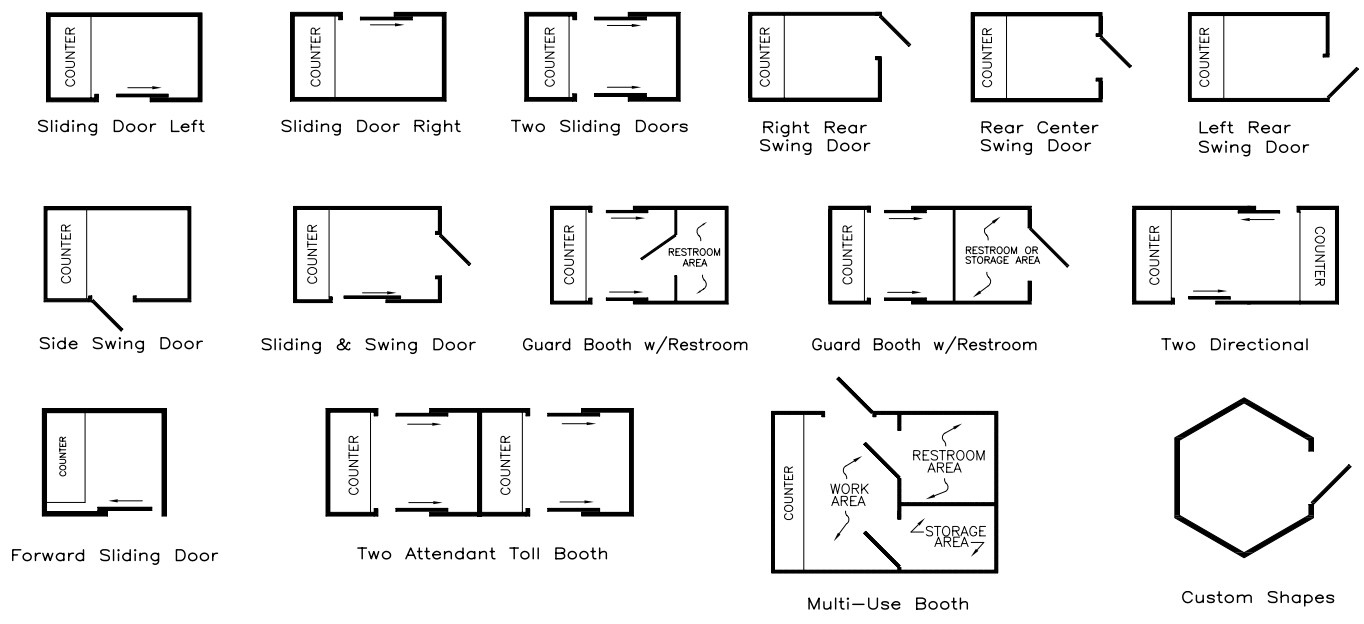 COUNTER
COUNTER
COUNTER
COUNTER
COUNTER
COUNTER
Sliding Door Left
Sliding Door Right
Two Sliding Doors
Right Rear
Swing Door
Rear Center
Swing Door
Left Rear
Swing Door
COUNTER
COUNTER
COUNTER
RESTROOM
AREA
COUNTER
RESTROOM OR
STORAGE AREA
COUNTER
COUNTER
Side Swing Door
Sliding & Swing Door
Guard Booth w/Restroom
Guard Booth w/Restroom
Two Directional
COUNTER
COUNTER
COUNTER
COUNTER
WORK
AREA
RESTROOM
AREA
STORAGE
AREA
Forward Sliding Door
Two Attendant Toll Booth
Multi-Use Booth
Custom Shapes